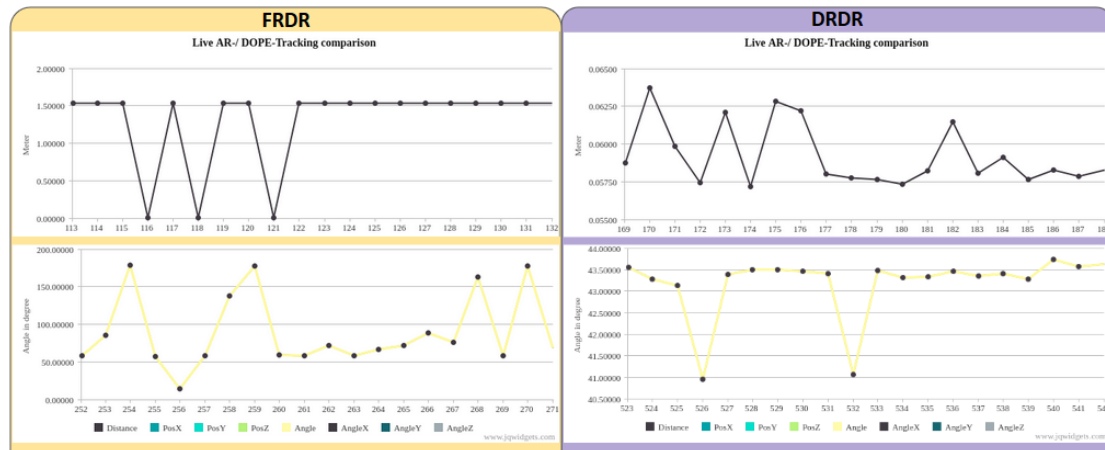 FRDR
Live AR-/ DOPE-Tracking comparison
2.00000
1.50000
1.00000
0.50000
0.00000
Meter
113 114 115 116 117 118 119 120 121 122 123 124 125 126 127 128 129 130 131 132
200.00000
150.00000
100.00000
50.00000
0.00000
Angle in degree
252 253 254 255 256 257 258 259 260 261 262 263 264 265 266 267 268 269 270 271
Distance PosX PosY PosZ Angle AngleX AngleY AngleZ
www.jqwidgets.com
DRDR
Live AR-/ DOPE-Tracking comparison
0.06500
0.06250
0.06000
0.05750
0.05500
Meter
169 170 171 172 173 174 175 176 177 178 179 180 181 182 183 184 185 186 187
44.00000
43.50000
43.00000
42.00000
41.50000
41.00000
40.50000
Angle in degree
523 524 525 526 527 528 529 530 531 532 533 534 535 536 537 538 539 540 541
Distance PosX PosY PosZ Angle AngleX AngleY AngleZ
www.jqwidgets.com